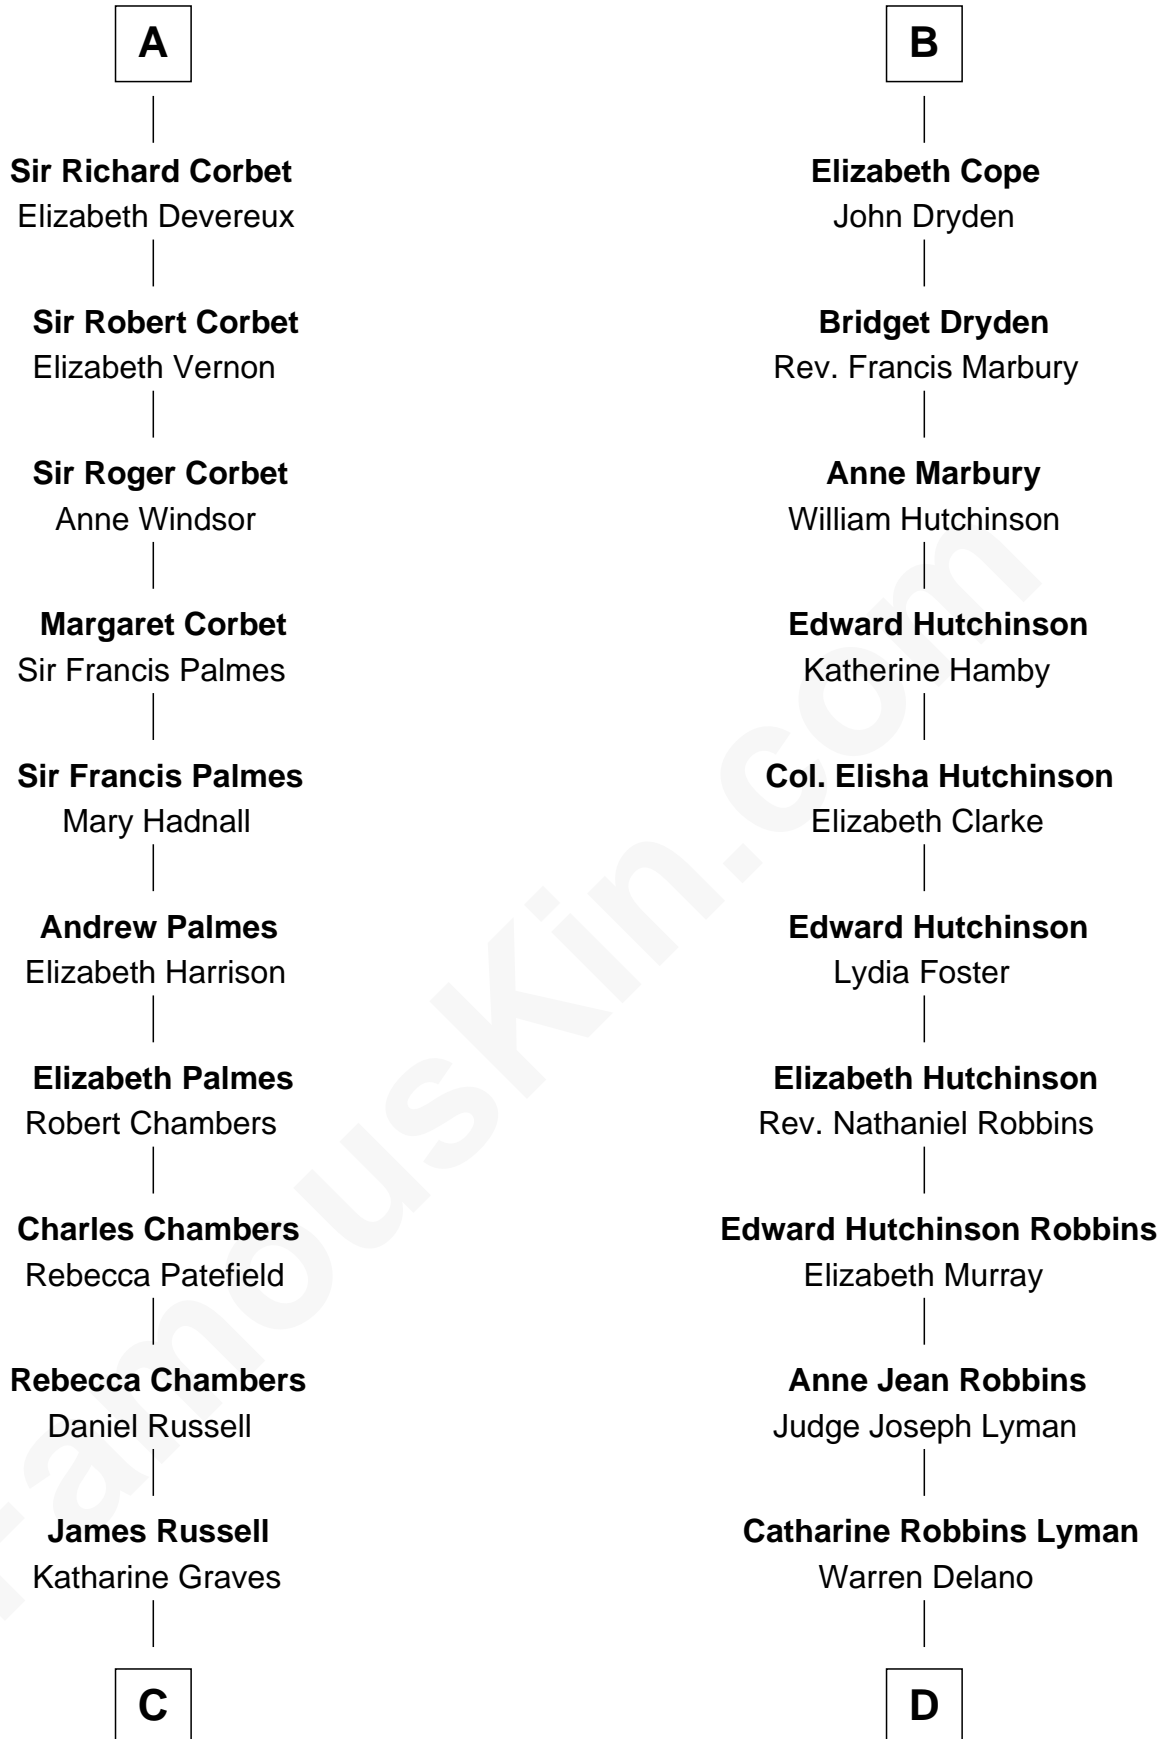 A
Sir Richard Corbet
Elizabeth Devereux
Sir Robert Corbet
Elizabeth Vernon
Sir Roger Corbet
Anne Windsor
Margaret Corbet
Sir Francis Palmes
Sir Francis Palmes
Mary Hadnall
Andrew Palmes
Elizabeth Harrison
Elizabeth Palmes
Robert Chambers
Charles Chambers
Rebecca Patefield
Rebecca Chambers
Daniel Russell
James Russell
Katharine Graves
C
B
Elizabeth Cope
John Dryden
Bridget Dryden
Rev. Francis Marbury
Anne Marbury
William Hutchinson
Edward Hutchinson
Katherine Hamby
Col. Elisha Hutchinson
Elizabeth Clarke
Edward Hutchinson
Lydia Foster
Elizabeth Hutchinson
Rev. Nathaniel Robbins
Edward Hutchinson Robbins
Elizabeth Murray
Anne Jean Robbins
Judge Joseph Lyman
Catharine Robbins Lyman
Warren Delano
D
FamousKin.com